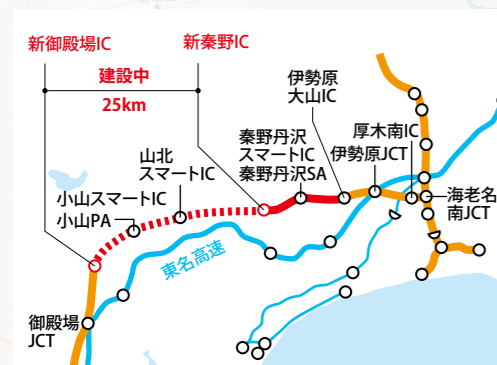 新御殿場IC
新秦野IC
建設中
25km
伊勢原
大山IC
厚木南IC
秦野丹沢
スマートIC
秦野丹沢SA
伊勢原JCT
山北
スマートIC
小山スマートIC
小山PA
海老名
南JCT
東名高速
御殿場
JCT